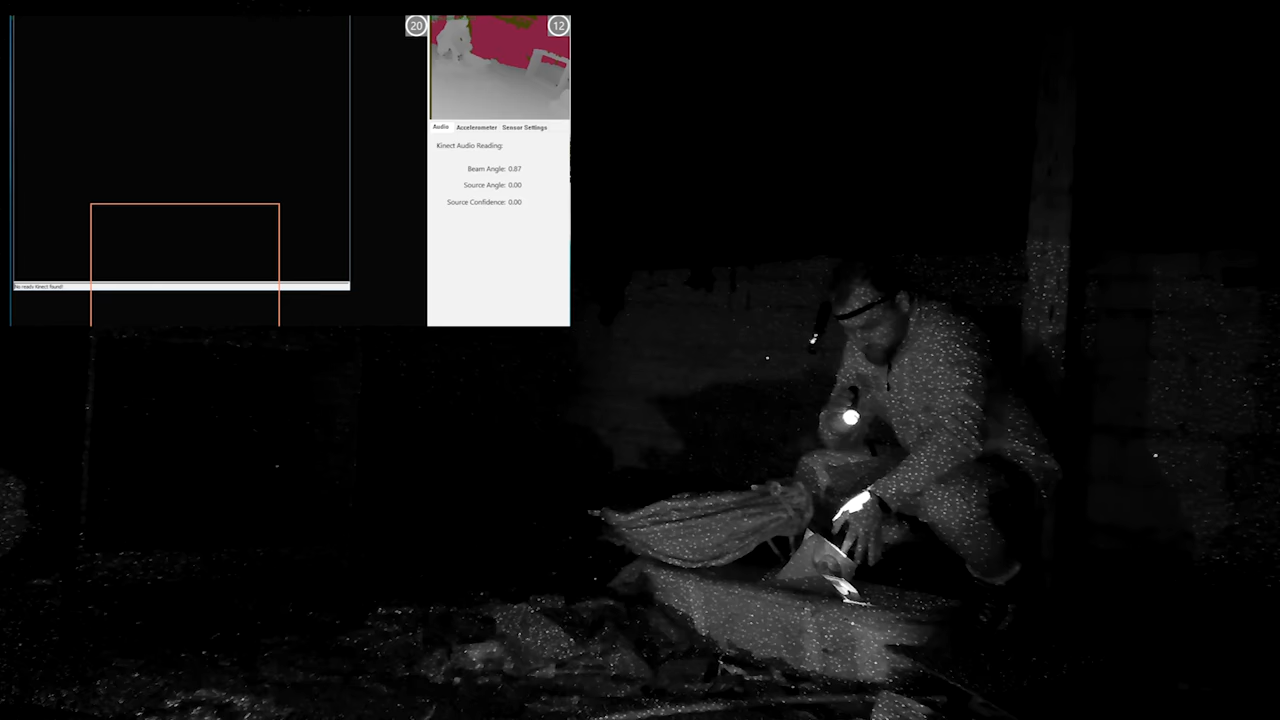 20
12
Audio Accelerometer Sensor Settings
Kinect Audio Reading:
Beam Angle: 0.87
Source Angle: 0.00
Source Confidence: 0.00
No ready Kinect found!